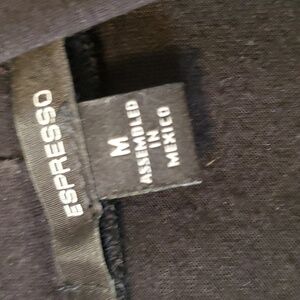 ESPRESSO
M
ASSEMBLED
IN
MEXICO